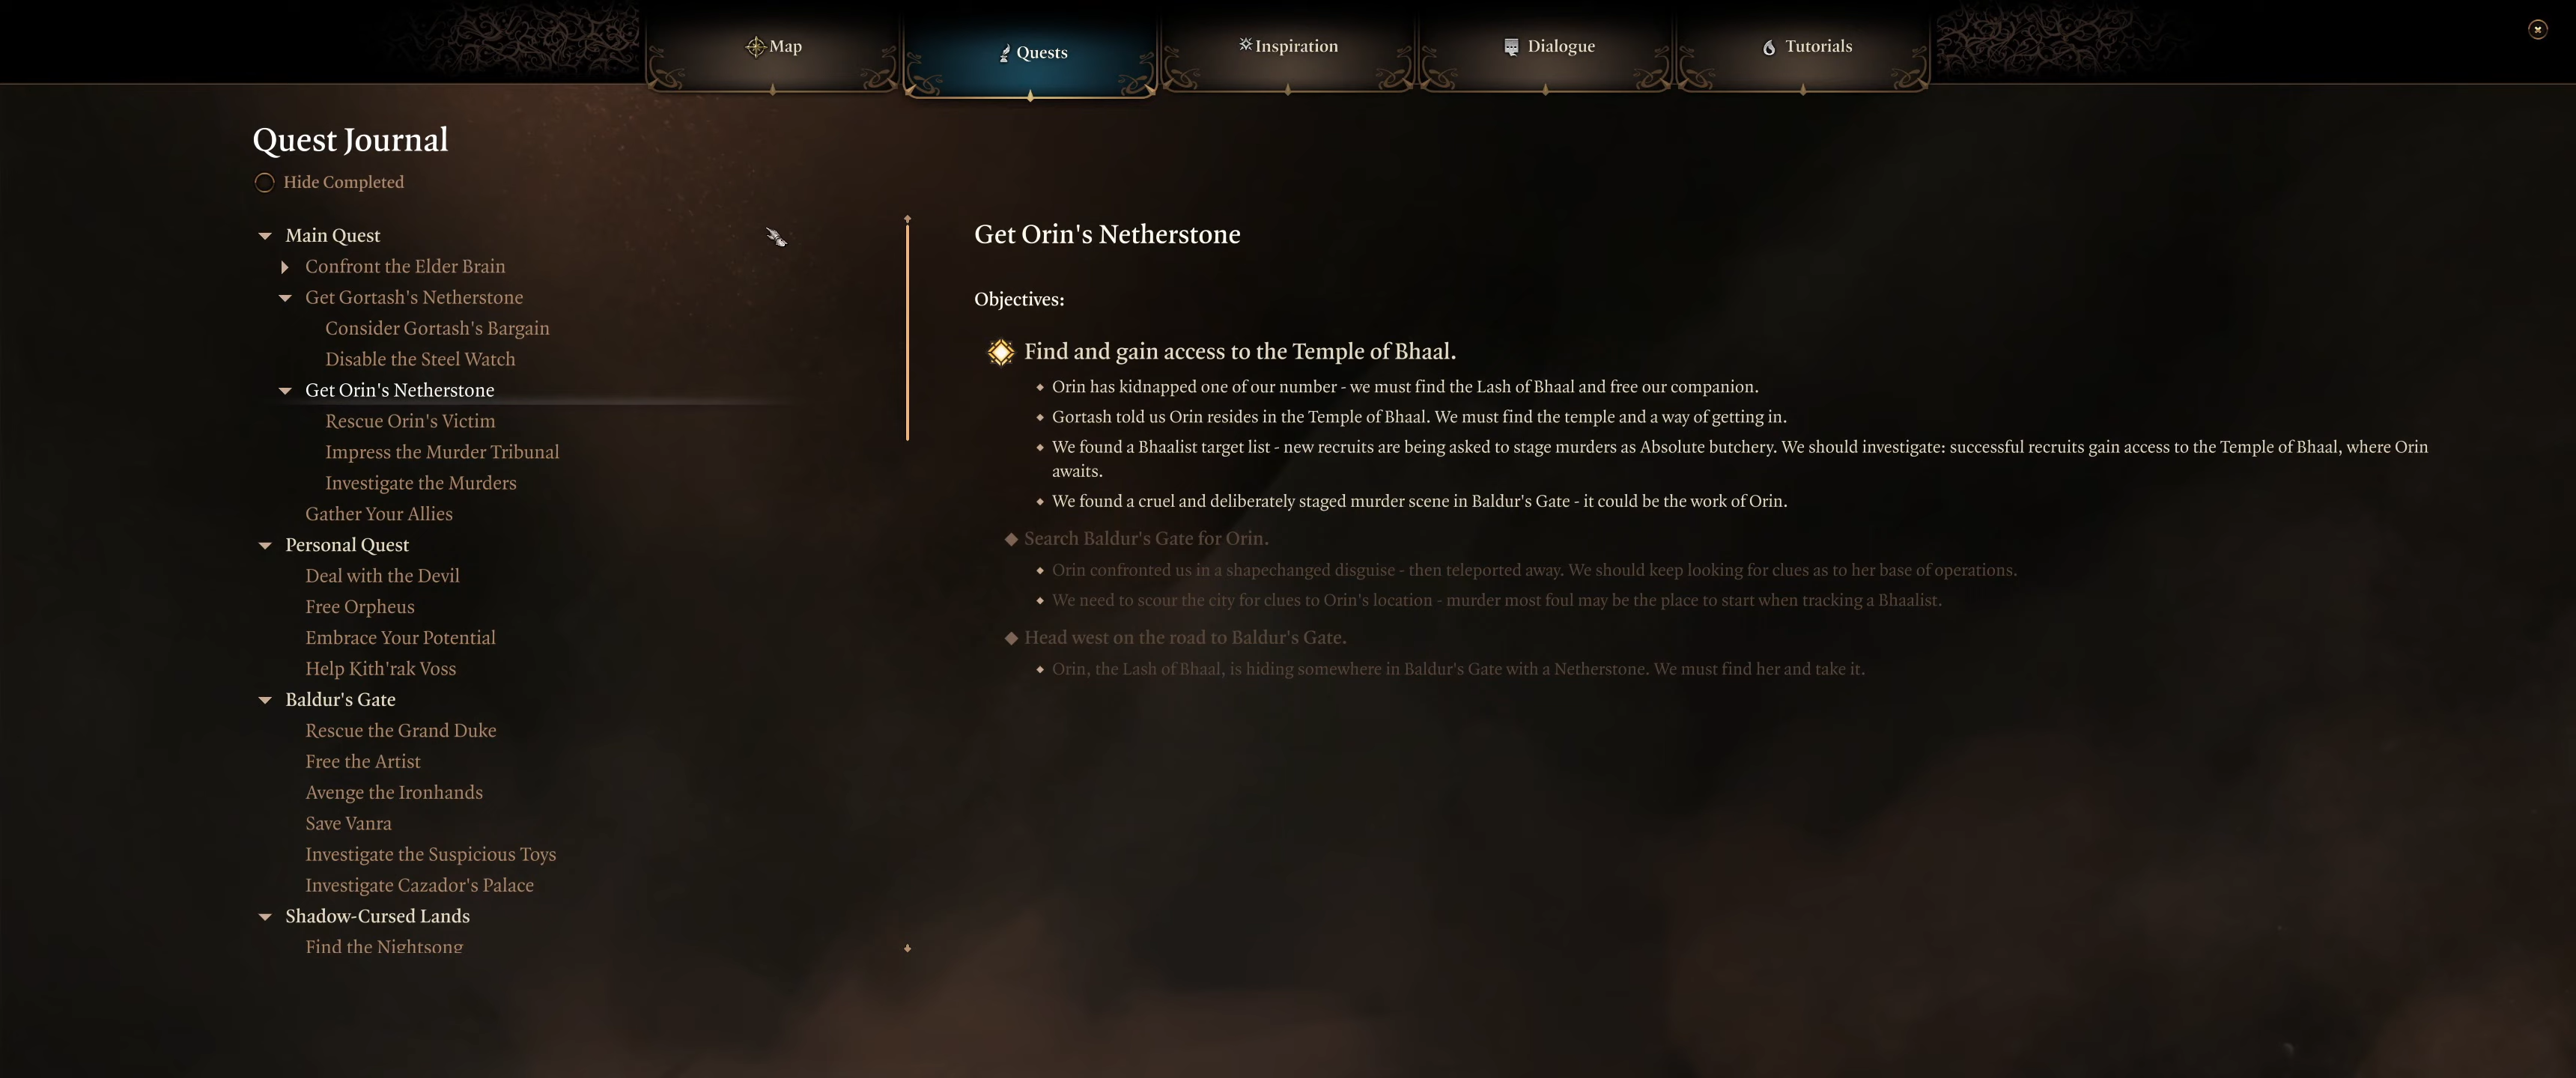 Map
Quests
Inspiration
Dialogue
Tutorials
Quest Journal
Hide Completed
Main Quest
Confront the Elder Brain
Get Gortash's Netherstone
Consider Gortash's Bargain
Disable the Steel Watch
Get Orin's Netherstone
Rescue Orin's Victim
Impress the Murder Tribunal
Investigate the Murders
Gather Your Allies
Personal Quest
Deal with the Devil
Free Orpheus
Embrace Your Potential
Help Kith'rak Voss
Baldur's Gate
Rescue the Grand Duke
Free the Artist
Avenge the Ironhands
Save Vanra
Investigate the Suspicious Toys
Investigate Cazador's Palace
Shadow-Cursed Lands
Find the Nightsong
Get Orin's Netherstone
Objectives:
Find and gain access to the Temple of Bhaal.
Orin has kidnapped one of our number - we must find the Lash of Bhaal and free our companion.
Gortash told us Orin resides in the Temple of Bhaal. We must find the temple and a way of getting in.
We found a Bhaalist target list - new recruits are being asked to stage murders as Absolute butchery. We should investigate: successful recruits gain access to the Temple of Bhaal, where Orin
awaits.
We found a cruel and deliberately staged murder scene in Baldur's Gate - it could be the work of Orin.
Search Baldur's Gate for Orin.
Orin confronted us in a shapechanged disguise - then teleported away. We should keep looking for clues as to her base of operations.
We need to scour the city for clues to Orin's location - murder most foul may be the place to start when tracking a Bhaalist.
Head west on the road to Baldur's Gate.
Orin, the Lash of Bhaal, is hiding somewhere in Baldur's Gate with a Netherstone. We must find her and take it.